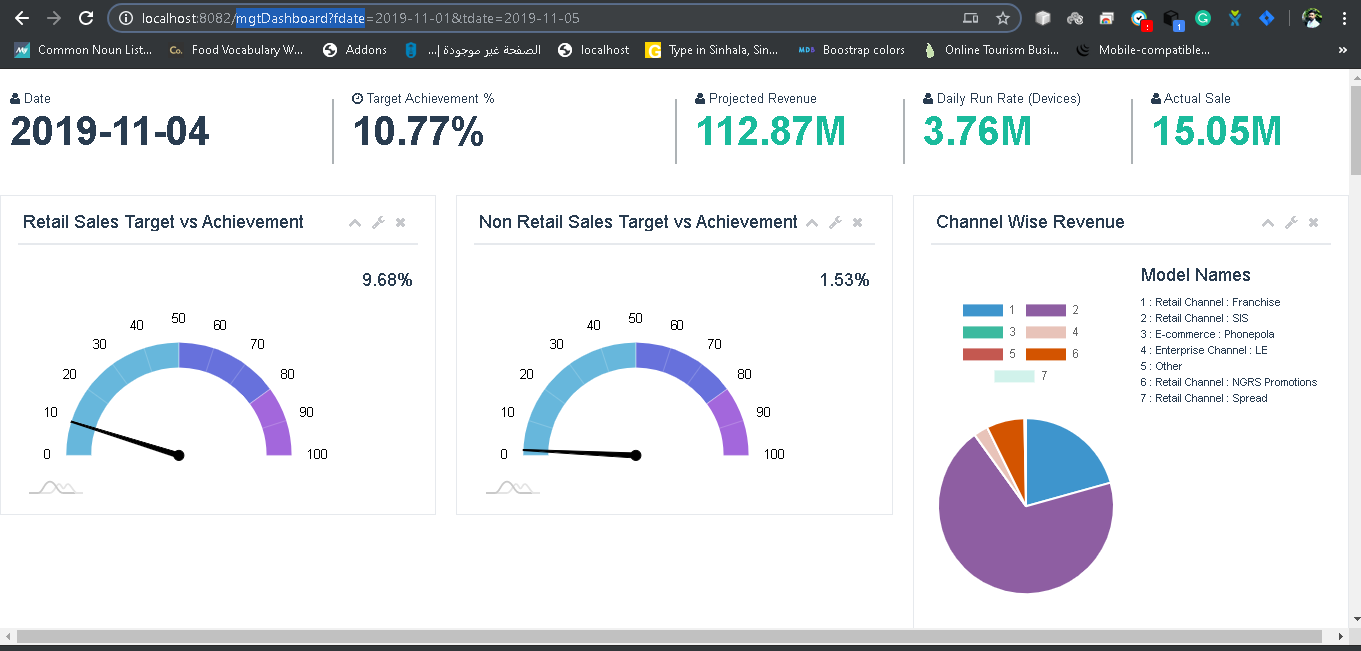 localhost:8082/mgtDashboard?fdate=2019-11-01&tdate=2019-11-05
Common Noun List... Food Vocabulary W... Addons الصفحة غير موجودة |... localhost Type in Sinhala, Sin... MDB Boostrap colors Online Tourism Busi... Mobile-compatible... »
Date
2019-11-04
Target Achievement %
10.77%
Projected Revenue
112.87M
Daily Run Rate (Devices)
3.76M
Actual Sale
15.05M
Retail Sales Target vs Achievement
9.68%
0
10
20
30
40
50
60
70
80
90
100
Non Retail Sales Target vs Achievement
1.53%
0
10
20
30
40
50
60
70
80
90
100
Channel Wise Revenue
1 2
3 4
5 6
7
Model Names
1 : Retail Channel : Franchise
2 : Retail Channel : SIS
3 : E-commerce : Phonepola
4 : Enterprise Channel : LE
5 : Other
6 : Retail Channel : NGRS Promotions
7 : Retail Channel : Spread